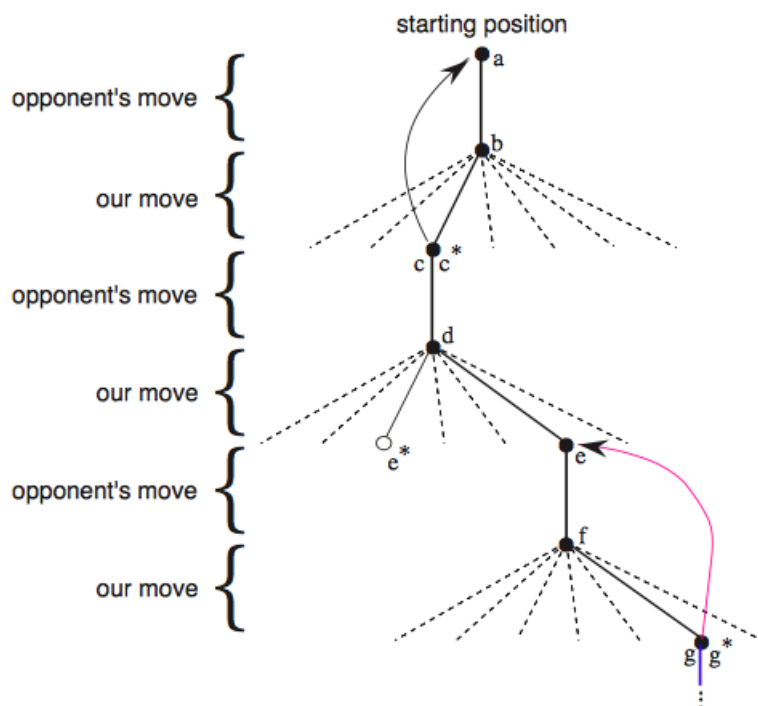 starting position
a
opponent's move
b
our move
c c*
opponent's move
d
our move
e*
e
opponent's move
f
our move
g g*